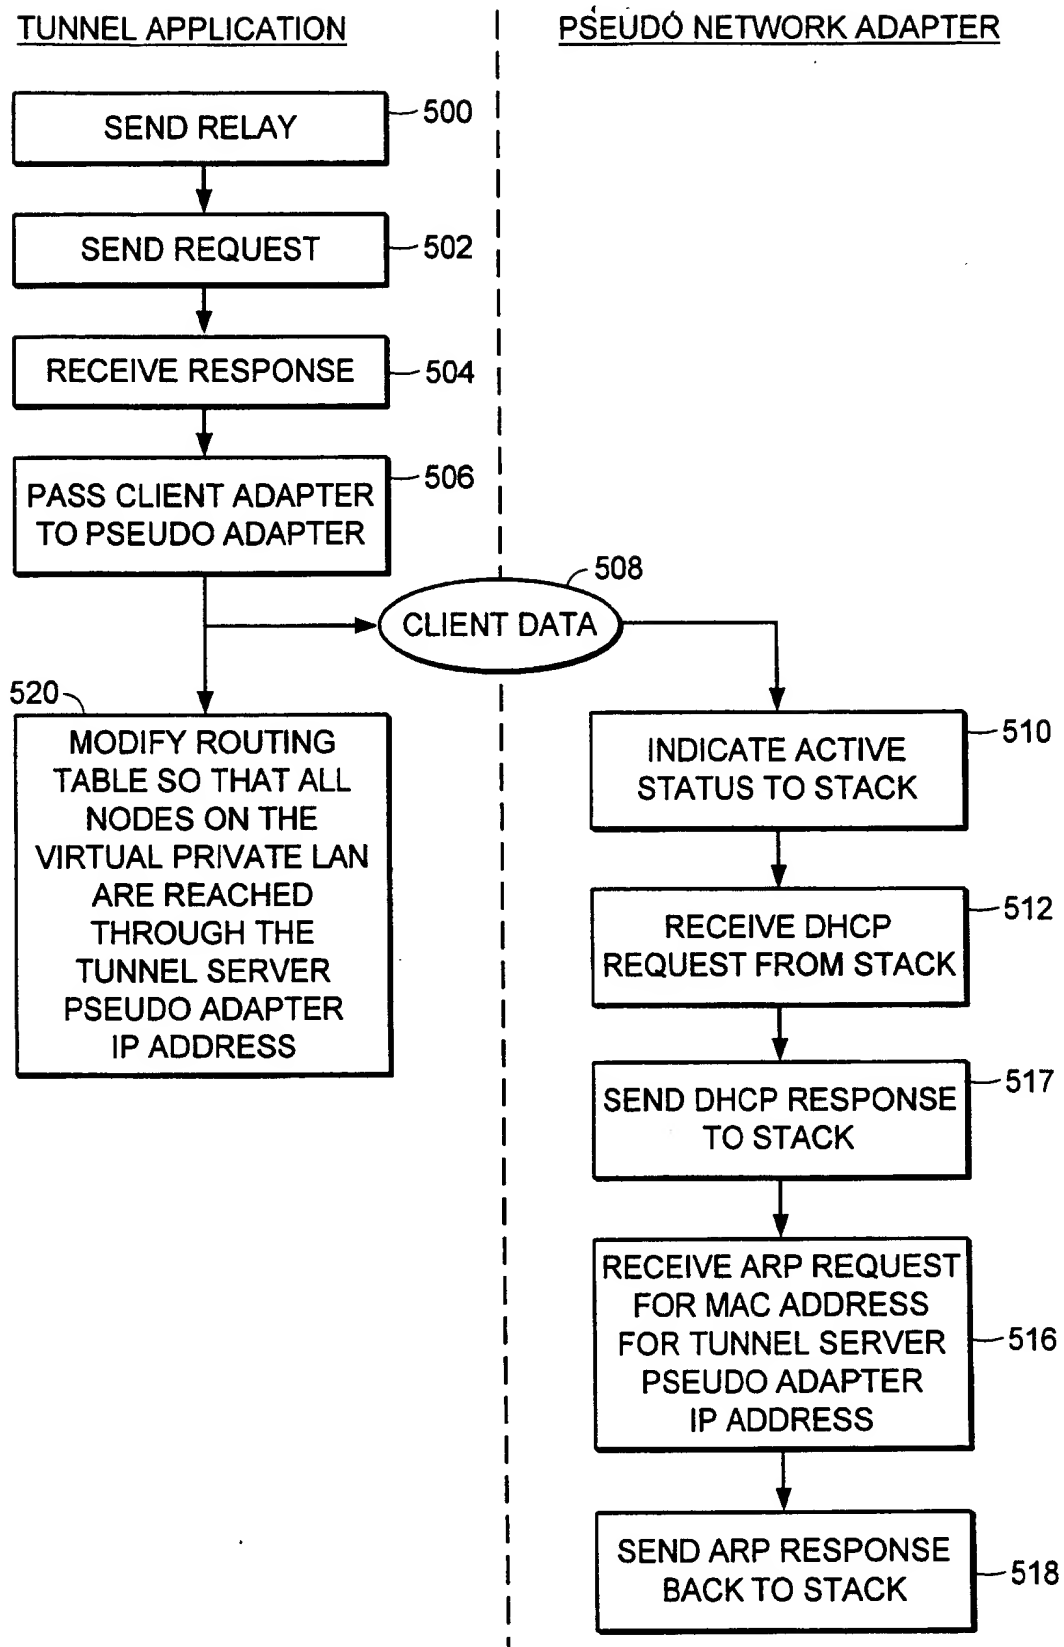 TUNNEL APPLICATION
PSEUDO NETWORK ADAPTER
SEND RELAY
500
SEND REQUEST
502
RECEIVE RESPONSE
504
PASS CLIENT ADAPTER
TO PSEUDO ADAPTER
506
CLIENT DATA
508
520
MODIFY ROUTING
TABLE SO THAT ALL
NODES ON THE
VIRTUAL PRIVATE LAN
ARE REACHED
THROUGH THE
TUNNEL SERVER
PSEUDO ADAPTER
IP ADDRESS
INDICATE ACTIVE
STATUS TO STACK
510
RECEIVE DHCP
REQUEST FROM STACK
512
SEND DHCP RESPONSE
TO STACK
517
RECEIVE ARP REQUEST
FOR MAC ADDRESS
FOR TUNNEL SERVER
PSEUDO ADAPTER
IP ADDRESS
516
SEND ARP RESPONSE
BACK TO STACK
518